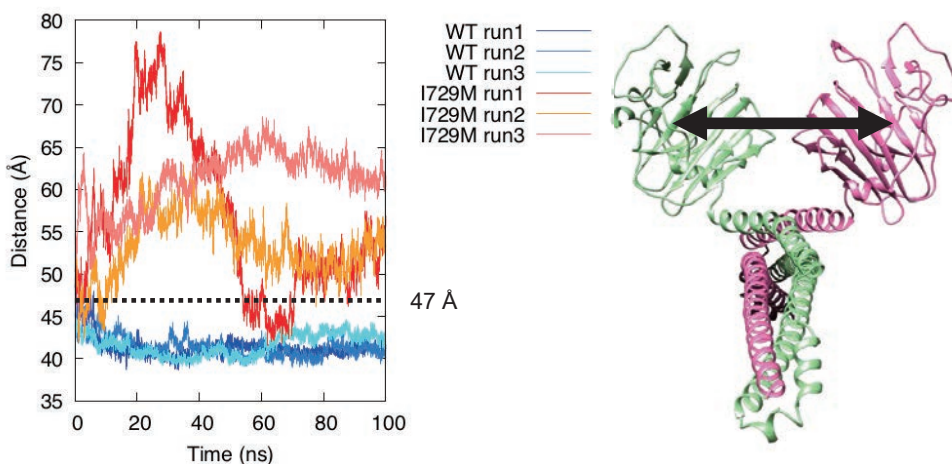 80
75
70
65
60
55
50
45
40
35
Distance (Å)
0 20 40 60 80 100
Time (ns)
WT run1
WT run2
WT run3
I729M run1
I729M run2
I729M run3
47 Å